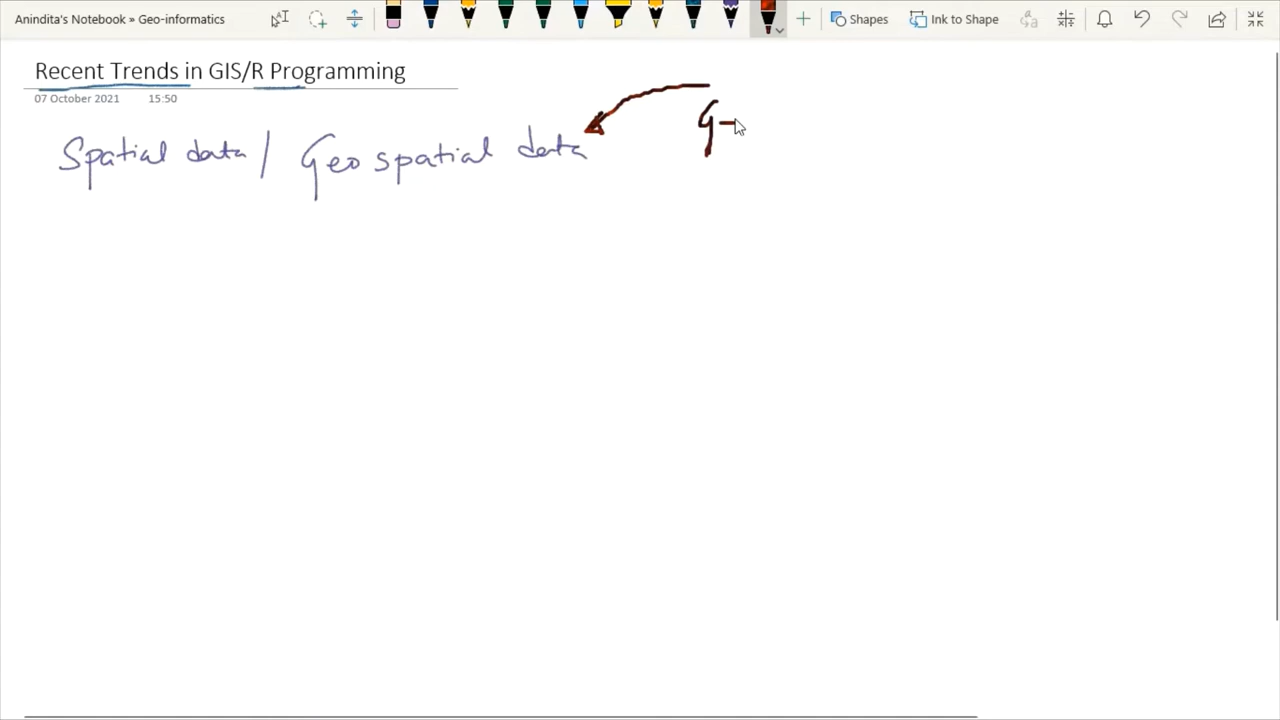 Anindita's Notebook » Geo-informatics
Shapes
Ink to Shape
Recent Trends in GIS/R Programming
07 October 2021 15:50
Spatial data / Geo spatial data
G